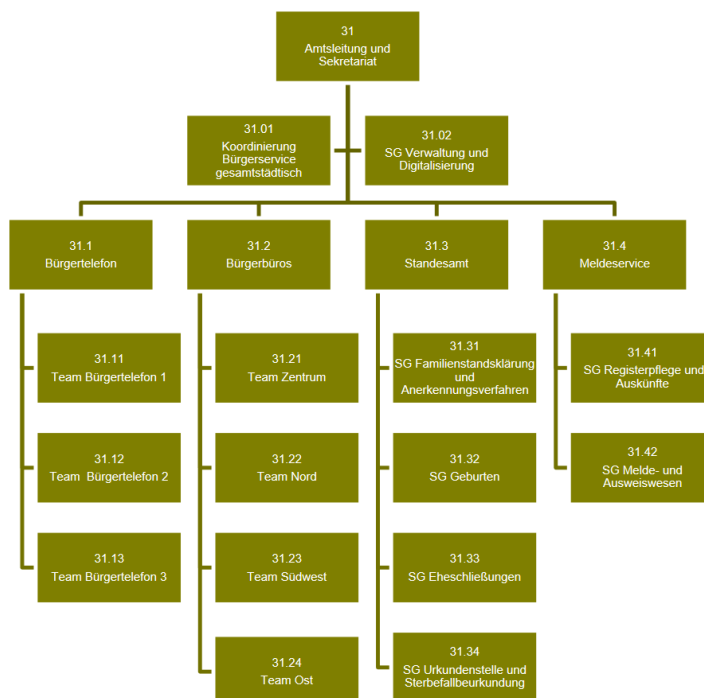 31
Amtsleitung und
Sekretariat
31.01
Koordinierung
Bürgerservice
gesamtstädtisch
31.02
SG Verwaltung und
Digitalisierung
31.1
Bürgertelefon
31.2
Bürgerbüros
31.3
Standesamt
31.4
Meldeservice
31.11
Team Bürgertelefon 1
31.12
Team  Bürgertelefon 2
31.13
Team Bürgertelefon 3
31.21
Team Zentrum
31.22
Team Nord
31.23
Team Südwest
31.24
Team Ost
31.31
SG Familienstandsklärung
und
Anerkennungsverfahren
31.32
SG Geburten
31.33
SG Eheschließungen
31.34
SG Urkundenstelle und
Sterbefallbeurkundung
31.41
SG Registerpflege und
Auskünfte
31.42
SG Melde- und
Ausweiswesen